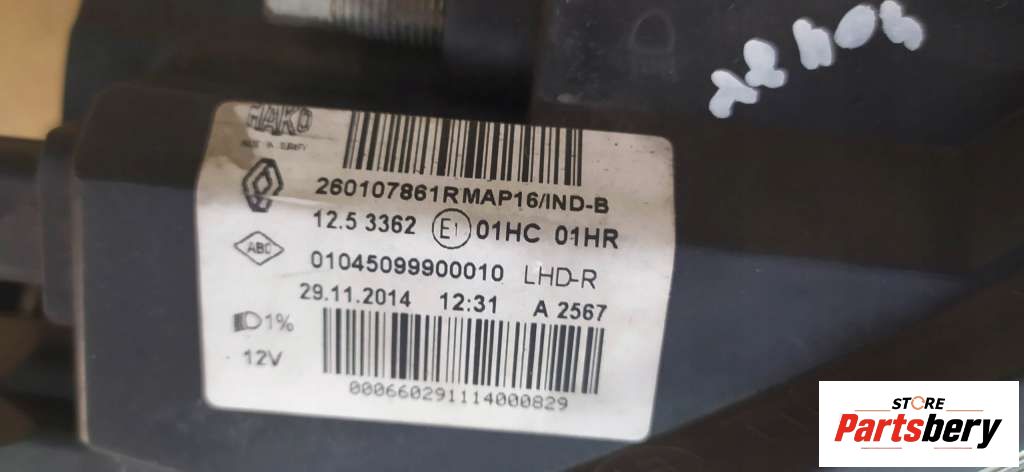 HAKO
260107861RMAP16/IND-B
12.5 3362 E1 01HC 01HR
ABC
01045099900010 LHD-R
29.11.2014 12:31 A 2567
1%
12V
000660291114000829
STORE
Partsbery